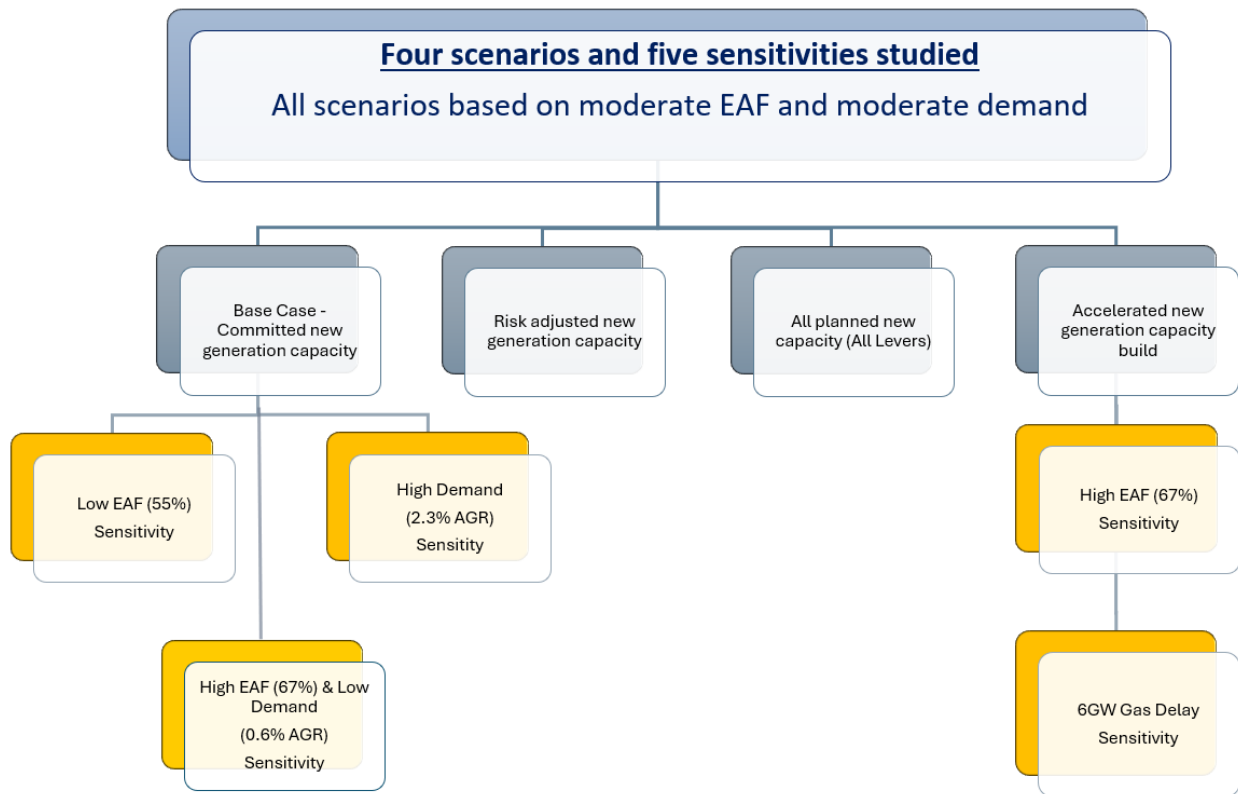 Four scenarios and five sensitivities studied
All scenarios based on moderate EAF and moderate demand
Base Case -
Committed new
generation capacity
Risk adjusted new
generation capacity
All planned new
capacity (All Levers)
Accelerated new
generation capacity
build
Low EAF (55%)
Sensitivity
High Demand
(2.3% AGR)
Sensitity
High EAF (67%)
Sensitivity
High EAF (67%) & Low
Demand
(0.6% AGR)
Sensitivity
6GW Gas Delay
Sensitivity